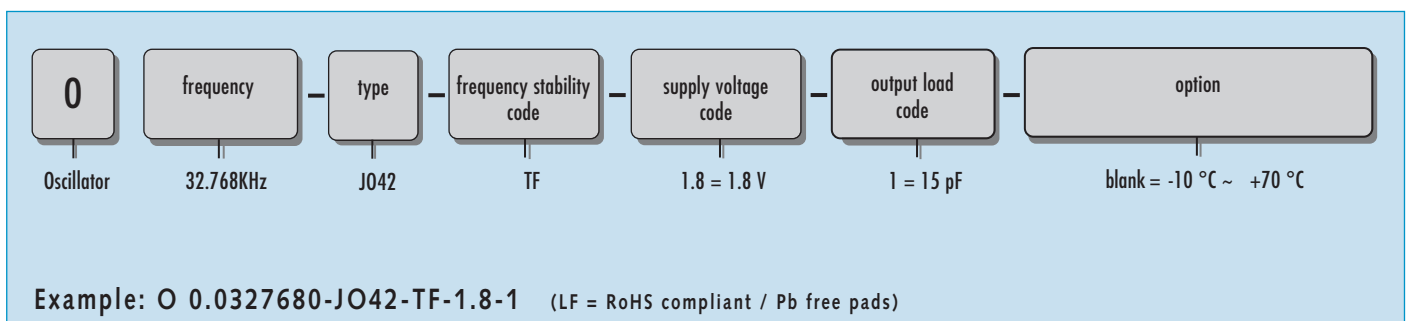 O
frequency
type
frequency stability
code
supply voltage
code
output load
code
option
Oscillator
32.768KHz
JO42
TF
1.8 = 1.8 V
1 = 15 pF
blank = -10 °C ~ +70 °C
Example: O 0.0327680-JO42-TF-1.8-1 (LF = RoHS compliant / Pb free pads)